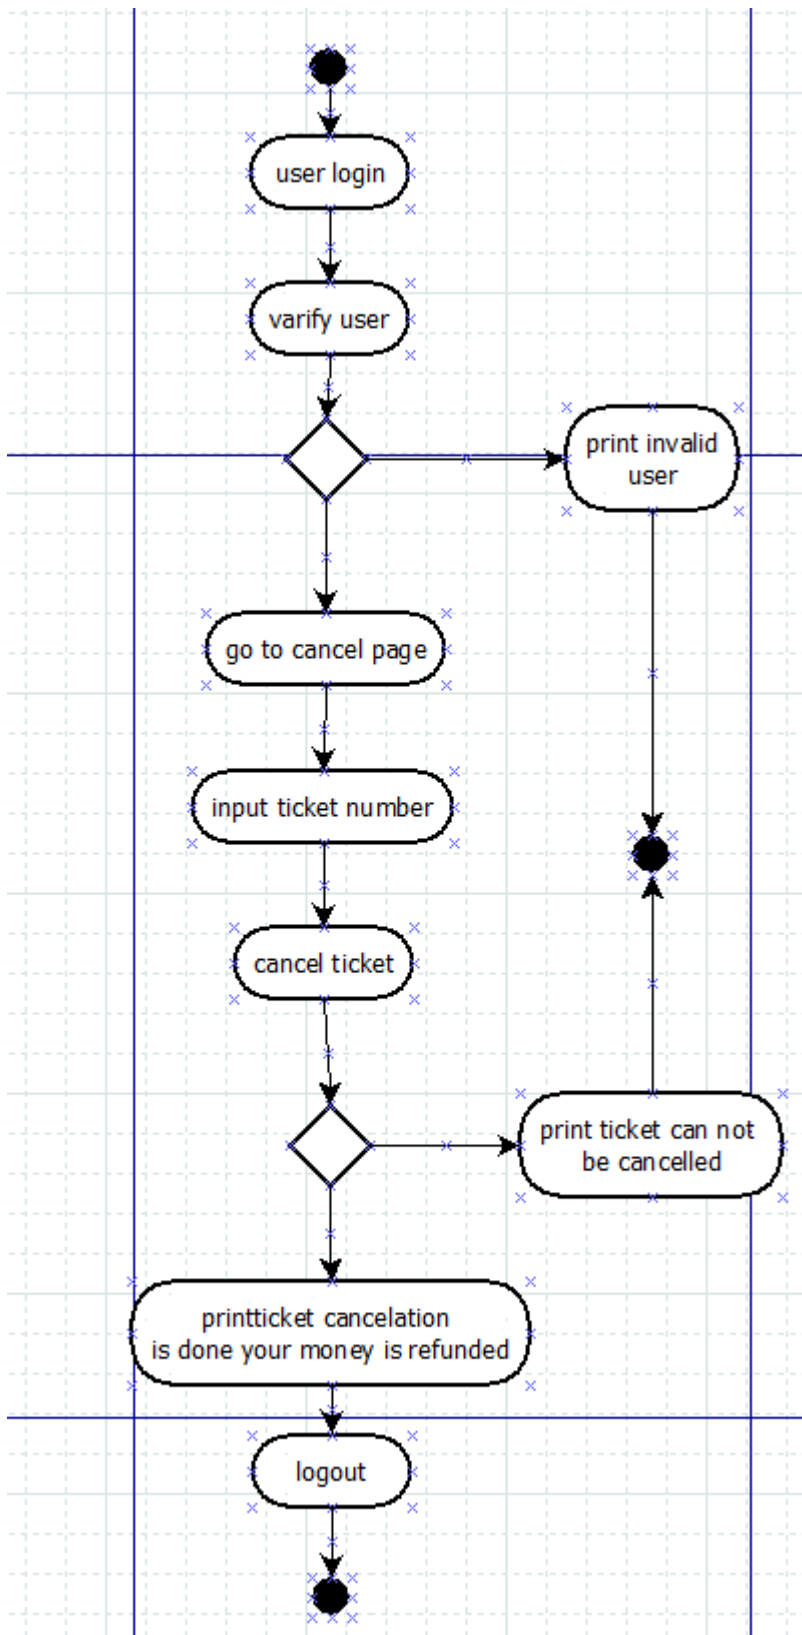 user login
varify user
print invalid
user
go to cancel page
input ticket number
cancel ticket
print ticket can not
be cancelled
printticket cancelation
is done your money is refunded
logout